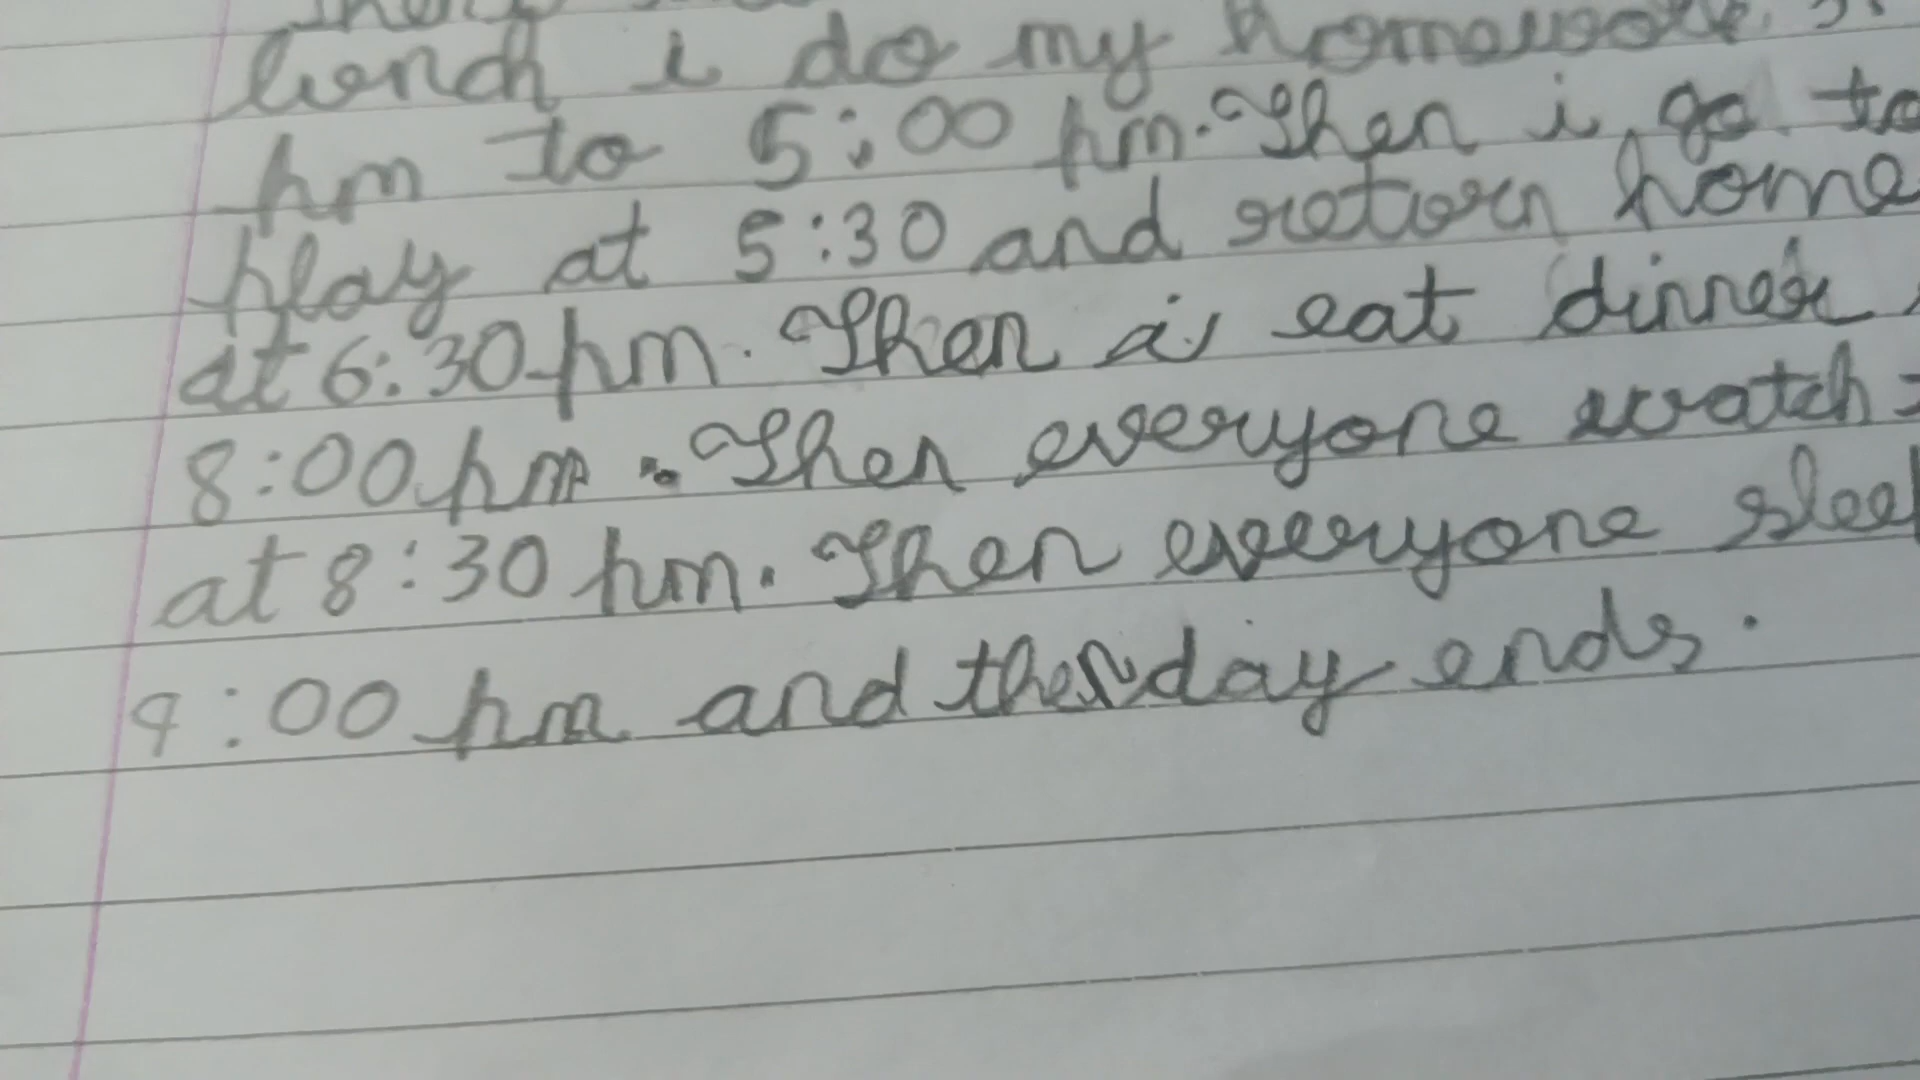 lunch i do my homework. 3:
pm to 5:00 pm. Then i go to
play at 5:30 and return home
at 6:30 pm. Then i eat dinner
8:00 pm. Then everyone watch
at 8:30 pm. Then everyone sleep
9:00 pm and then day ends.